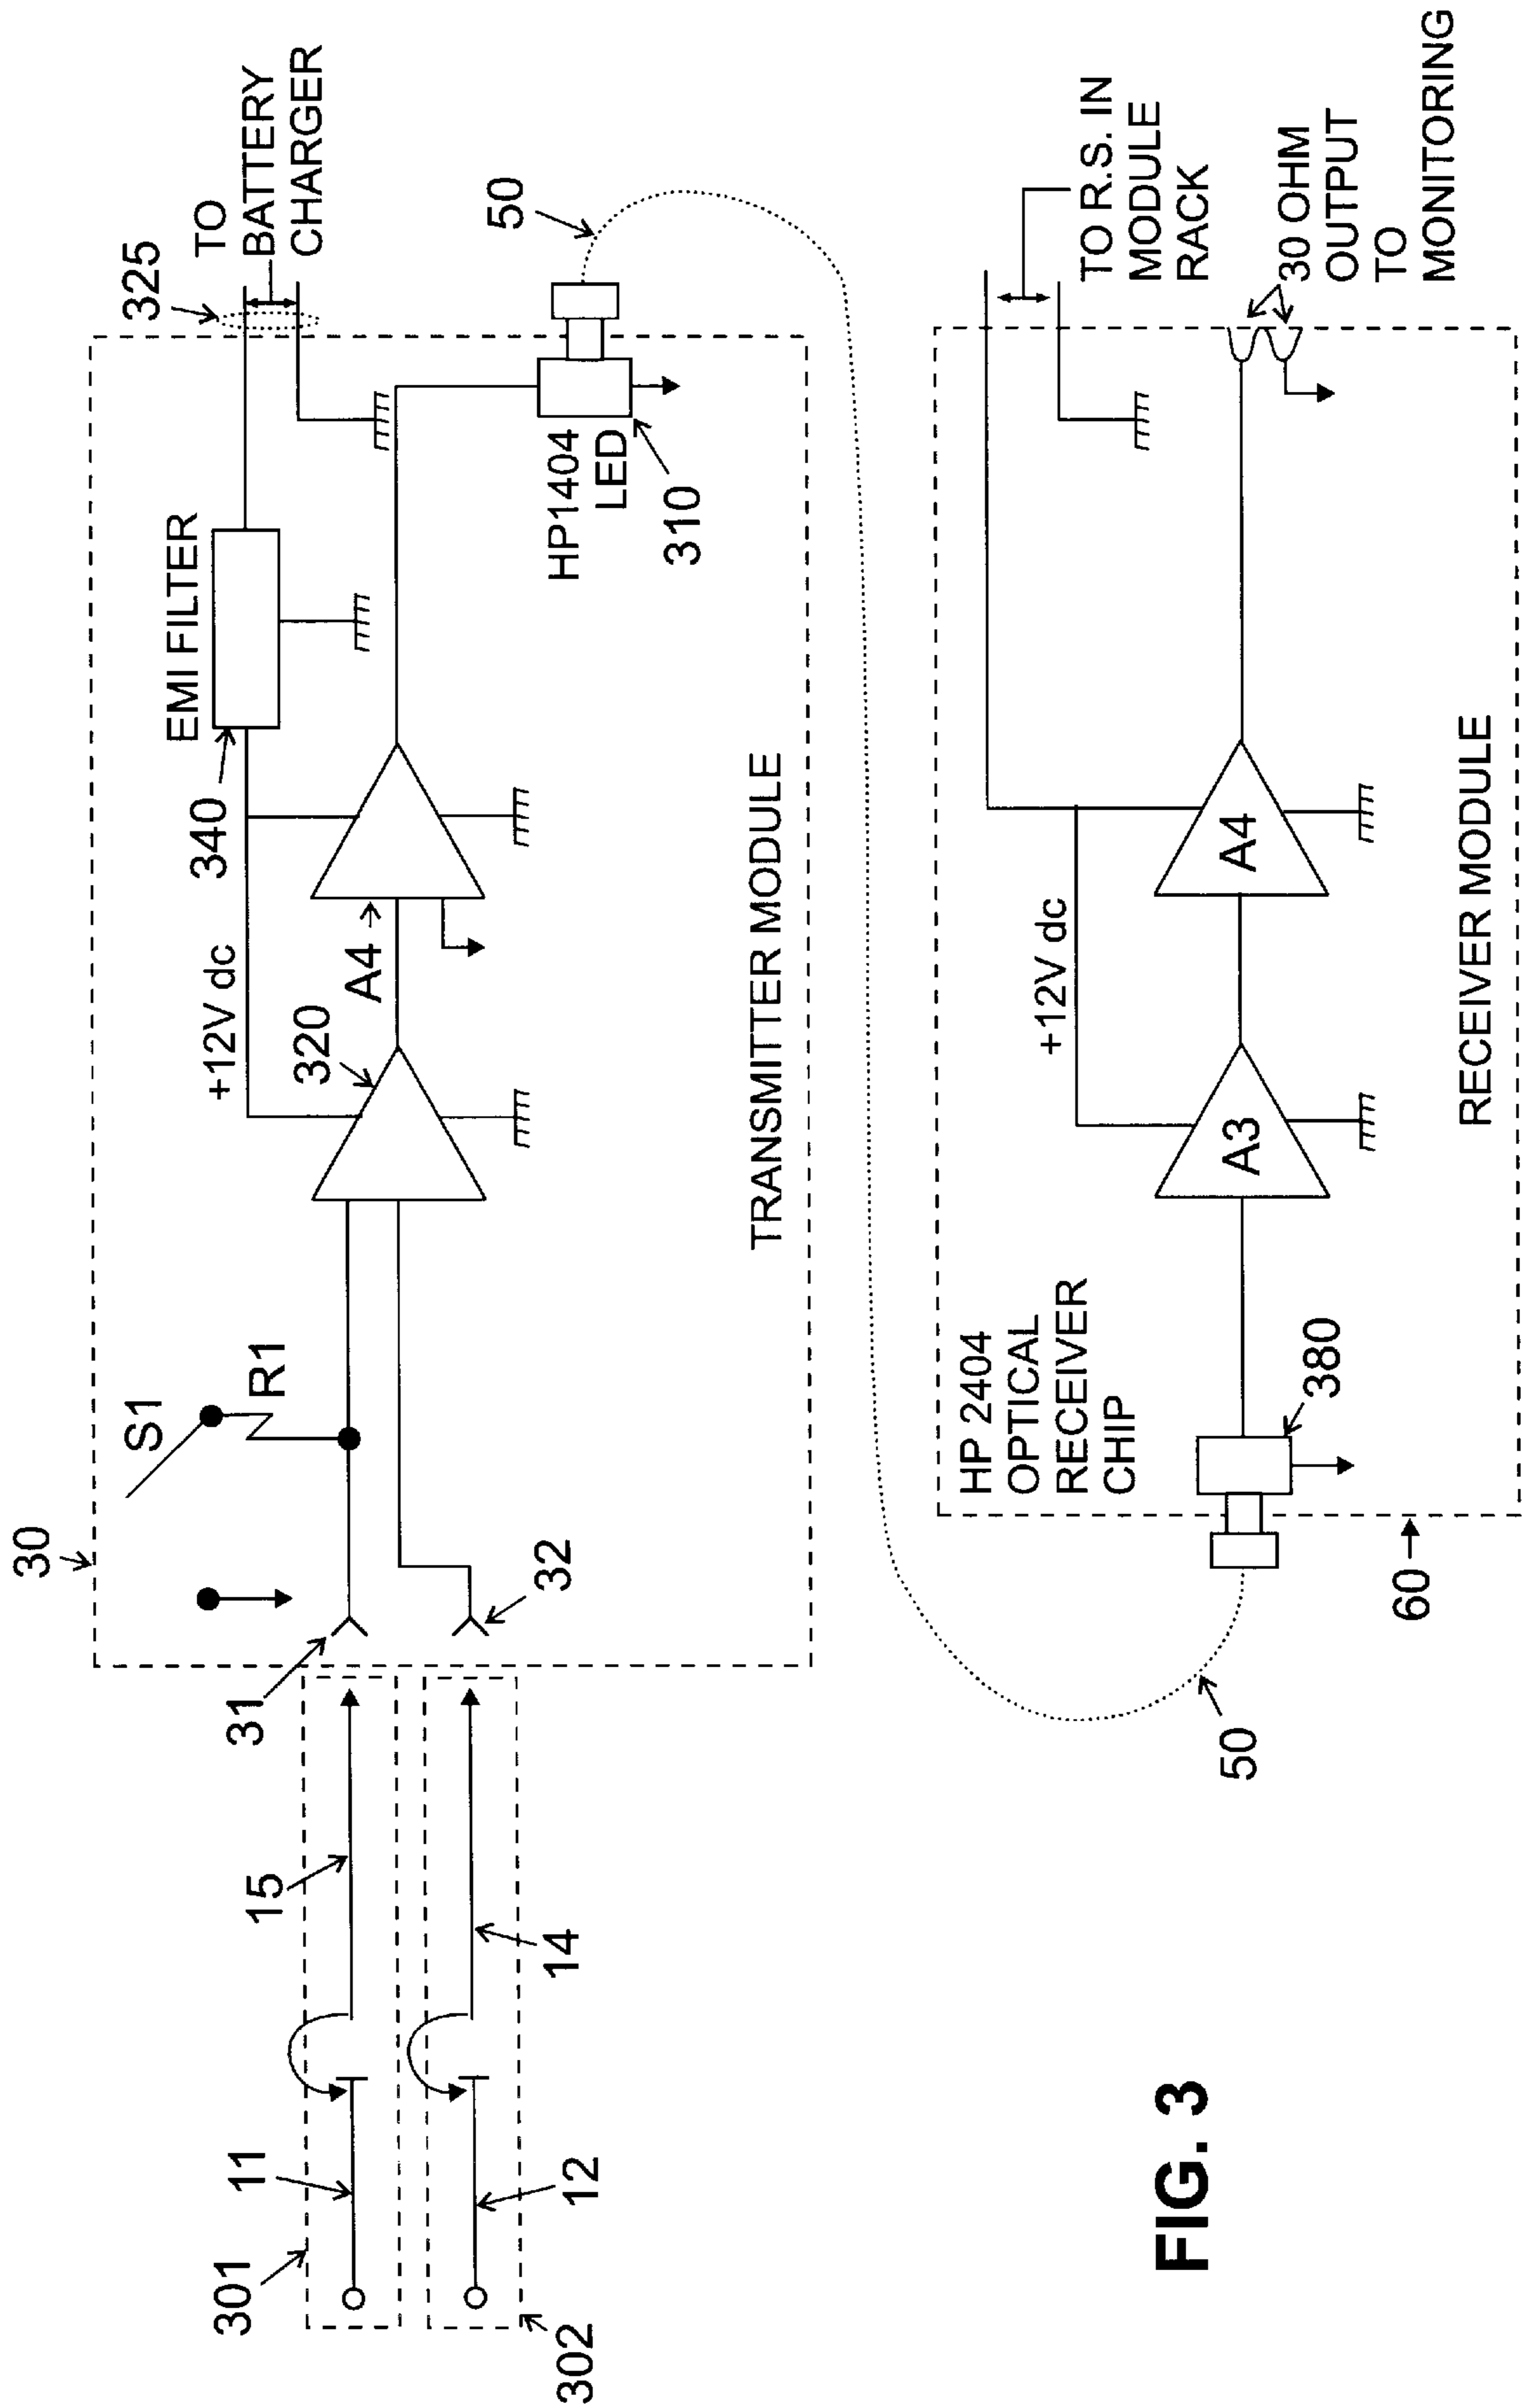 30
S1
R1
31
32
+12V dc
320
A4
340
EMI FILTER
325
TO
BATTERY
CHARGER
HP1404
LED
310
50
TRANSMITTER MODULE
301
11
15
302
12
14
50
60
HP 2404
OPTICAL
RECEIVER
CHIP
380
A3
+12V dc
A4
TO R.S. IN
MODULE
RACK
30 OHM
OUTPUT
TO
MONITORING
RECEIVER MODULE
FIG. 3